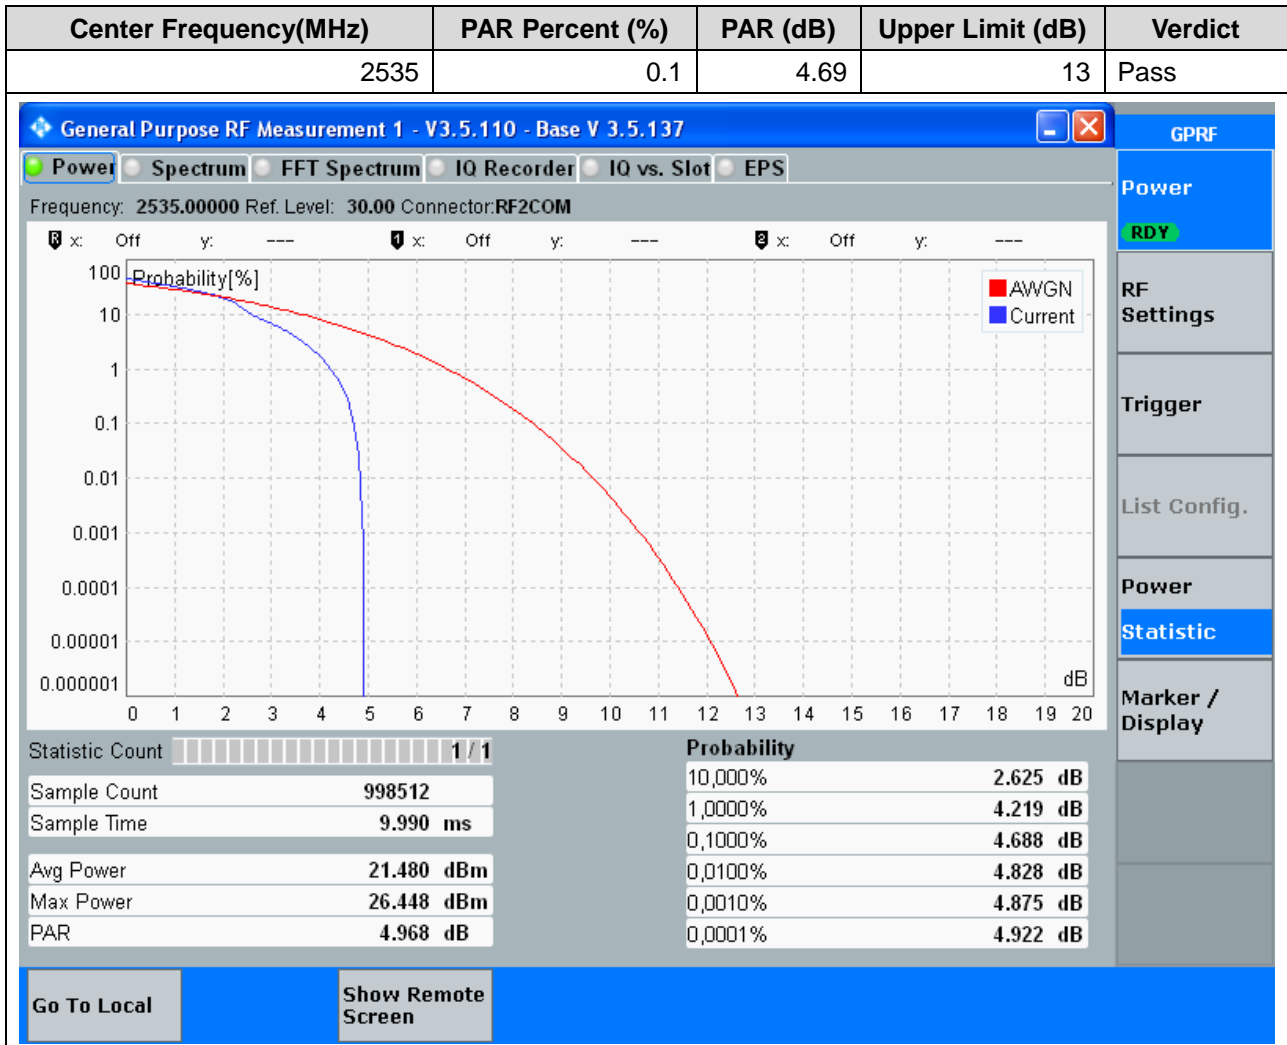 Center Frequency(MHz) PAR Percent (%) PAR (dB) Upper Limit (dB) Verdict
2535 0.1 4.69 13 Pass
General Purpose RF Measurement 1 - V3.5.110 - Base V 3.5.137
GPRF
Power Spectrum FFT Spectrum IQ Recorder IQ vs. Slot EPS
Power
RDY
Frequency: 2535.00000 Ref. Level: 30.00 Connector:RF2COM
R x: Off y: --- 1 x: Off y: --- 2 x: Off y: ---
Probability[%]
AWGN
Current
100
10
1
0.1
0.01
0.001
0.0001
0.00001
0.000001
dB
0 1 2 3 4 5 6 7 8 9 10 11 12 13 14 15 16 17 18 19 20
RF
Settings
Trigger
List Config.
Power
Statistic
Marker /
Display
Statistic Count 1 / 1
Sample Count 998512
Sample Time 9.990 ms
Avg Power 21.480 dBm
Max Power 26.448 dBm
PAR 4.968 dB
Probability
10,000% 2.625 dB
1,0000% 4.219 dB
0,1000% 4.688 dB
0,0100% 4.828 dB
0,0010% 4.875 dB
0,0001% 4.922 dB
Go To Local
Show Remote
Screen